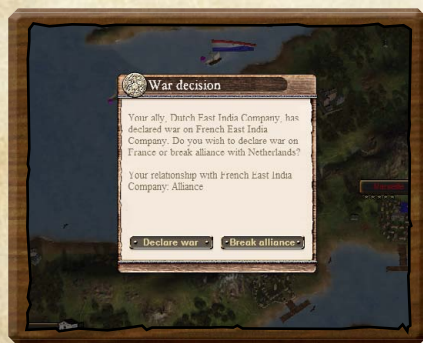 War decision
Your ally, Dutch East India Company, has
declared war on French East India
Company. Do you wish to declare war on
France or break alliance with Netherlands?
Your relationship with French East India
Company: Alliance
Declare war
Break alliance